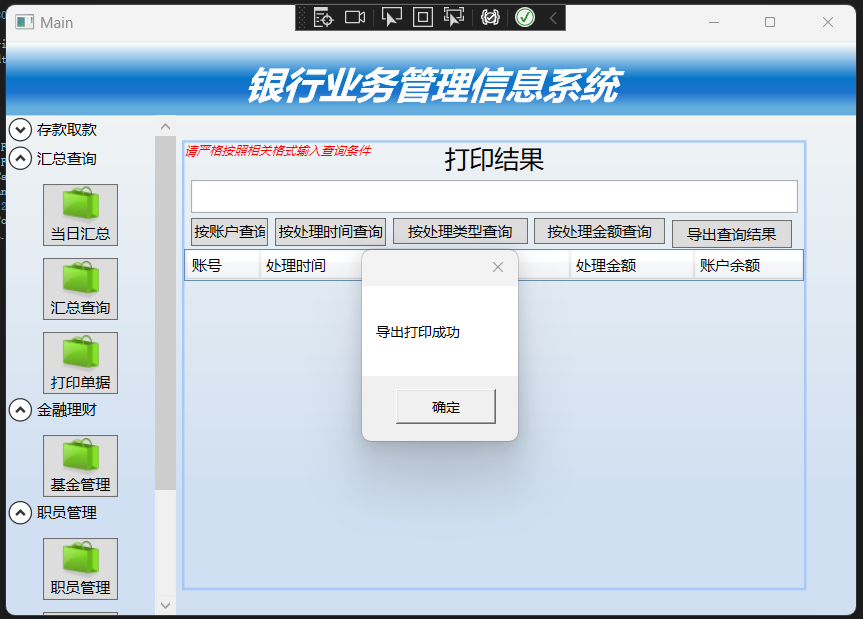 Main
银行业务管理信息系统
存款取款
汇总查询
当日汇总
汇总查询
打印单据
金融理财
基金管理
职员管理
职员管理
请严格按照相关格式输入查询条件
打印结果
按账户查询 按处理时间查询 按处理类型查询 按处理金额查询 导出查询结果
账号 处理时间 处理金额 账户余额
导出打印成功
确定